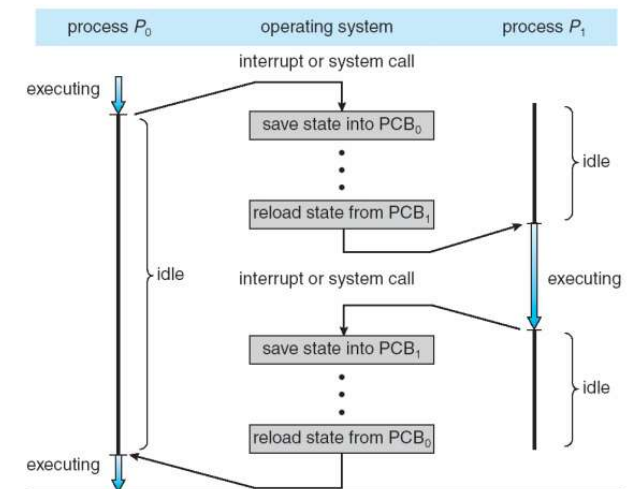 process P₀ operating system process P₁
interrupt or system call
executing
save state into PCB₀
idle
reload state from PCB₁
idle
interrupt or system call
executing
save state into PCB₁
idle
reload state from PCB₀
executing